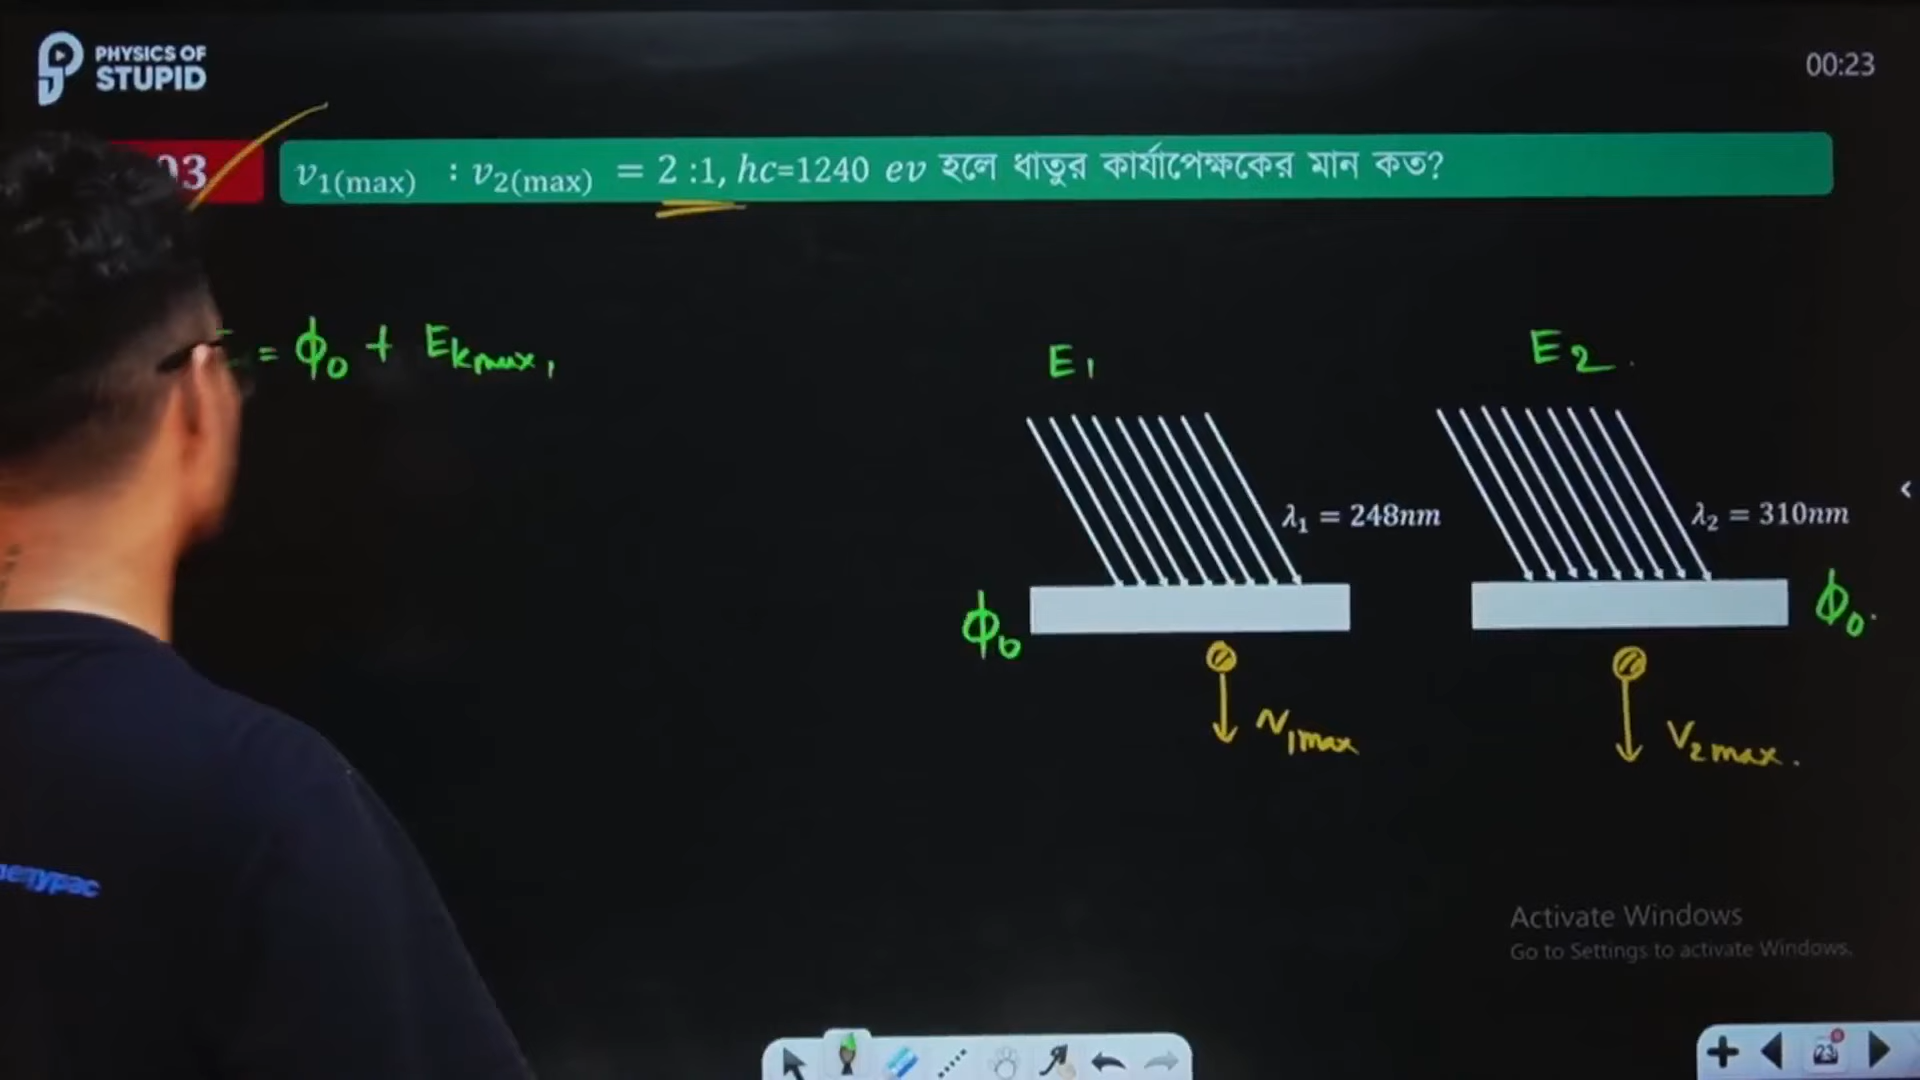 PHYSICS OF
STUPID
00:23
03
v1(max) : v2(max) = 2 :1, hc=1240 ev হলে ধাতুর কার্যাপেক্ষকের মান কত?
= ϕ0 + Ekmax,
E1
E2.
λ1 = 248nm
λ2 = 310nm
ϕ0
ϕ0.
v1max
V2max.
Activate Windows
Go to Settings to activate Windows.
23